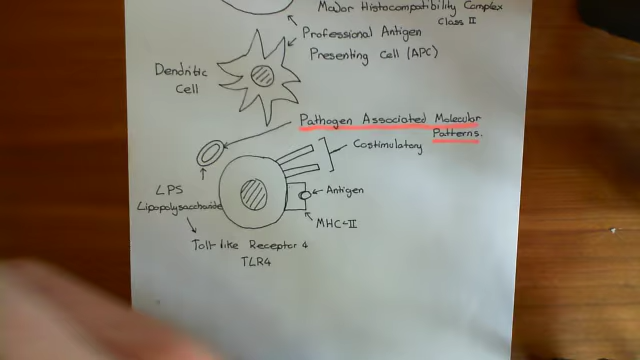 Major Histocompatibility Complex
Class II
Professional Antigen
Presenting Cell (APC)
Dendritic
Cell
Pathogen Associated Molecular
Patterns.
Costimulatory
LPS
Lipopolysaccharide
Antigen
MHC-II
Toll-like Receptor 4
TLR4